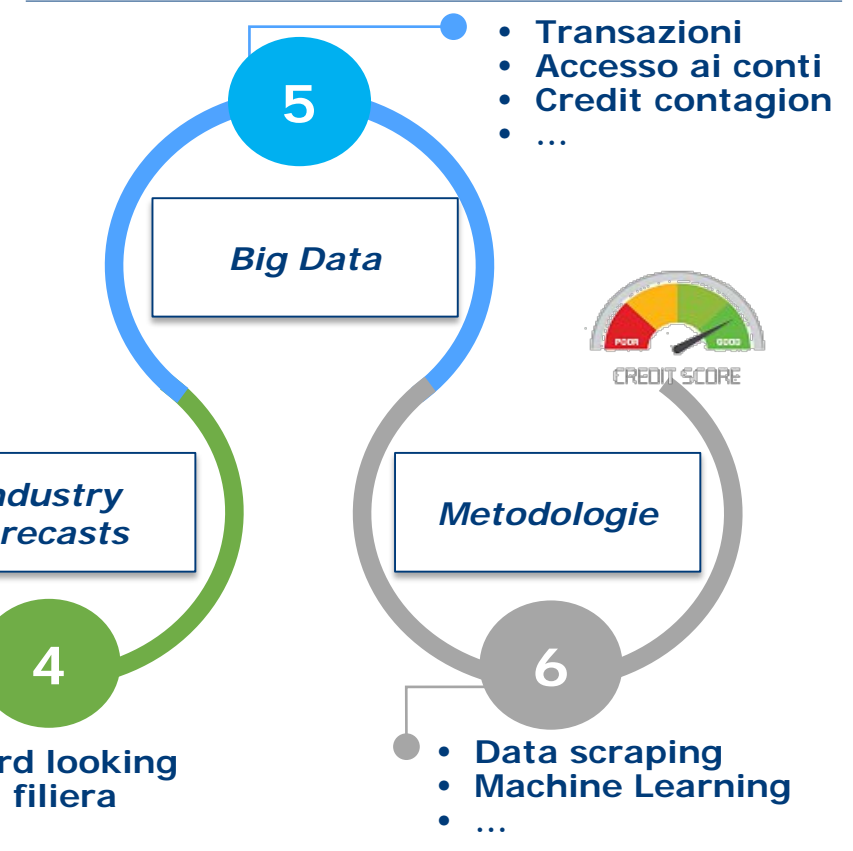 • Transazioni
• Accesso ai conti
• Credit contagion
• ...
5
Big Data
POOR
GOOD
CREDIT SCORE
ndustry
recasts
Metodologie
4
6
rd looking
filiera
• Data scraping
• Machine Learning
• ...